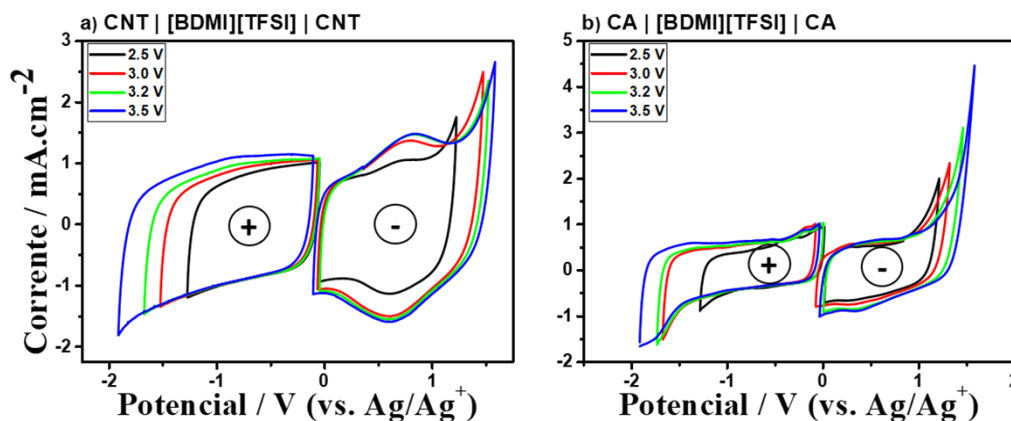 a) CNT | [BDMI][TFSI] | CNT
3
2
1
0
-1
-2
Corrente / mA.cm-2
2.5 V
3.0 V
3.2 V
3.5 V
+
-
-2
-1
0
1
Potencial / V (vs. Ag/Ag+)
b) CA | [BDMI][TFSI] | CA
5
4
3
2
1
0
-1
-2
2.5 V
3.0 V
3.2 V
3.5 V
+
-
-2
-1
0
1
2
Potencial / V (vs. Ag/Ag+)